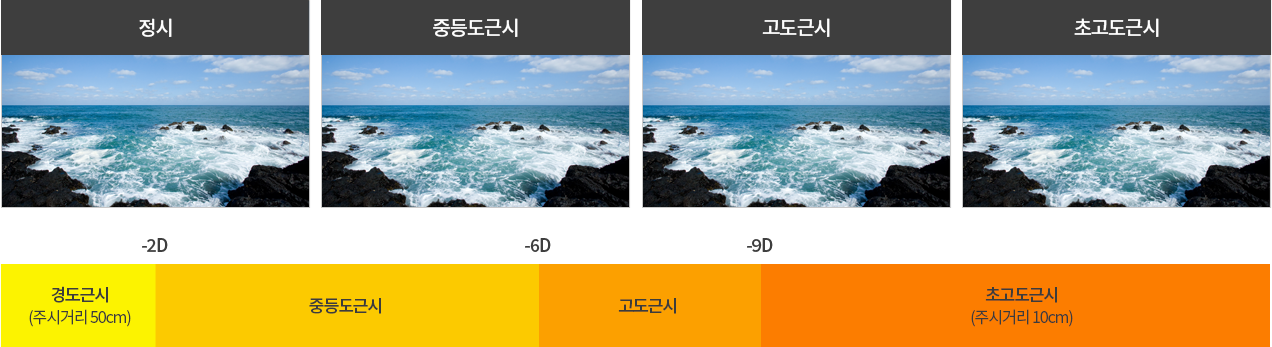 정시
중등도근시
고도근시
초고도근시
-2D
-6D
-9D
경도근시
(주시거리 50cm)
중등도근시
고도근시
초고도근시
(주시거리 10cm)